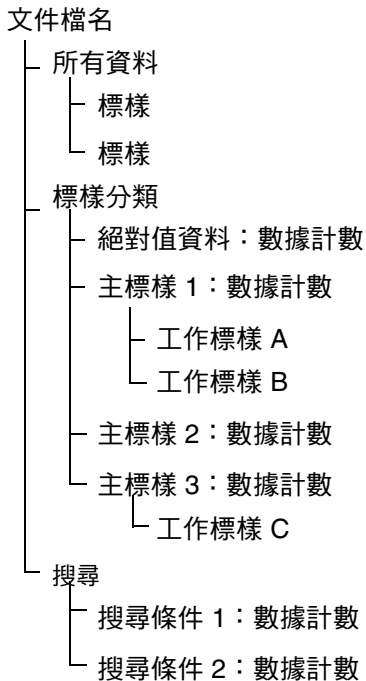 文件檔名
所有資料
標樣
標樣
標樣分類
絕對值資料：數據計數
主標樣 1：數據計數
工作標樣 A
工作標樣 B
主標樣 2：數據計數
主標樣 3：數據計數
工作標樣 C
搜尋
搜尋條件 1：數據計數
搜尋條件 2：數據計數